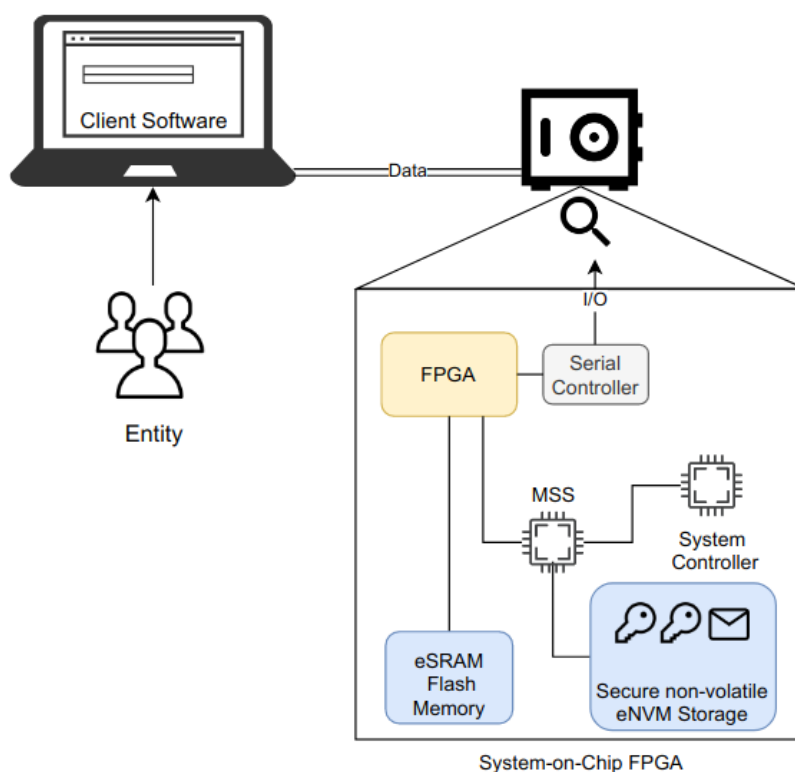 Client Software
Data
I/O
FPGA
Serial
Controller
Entity
MSS
System
Controller
eSRAM
Flash
Memory
Secure non-volatile
eNVM Storage
System-on-Chip FPGA